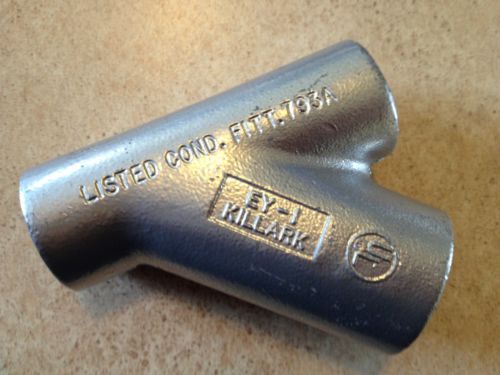 LISTED COND. FITT. 793A
EY-1
KILLARK